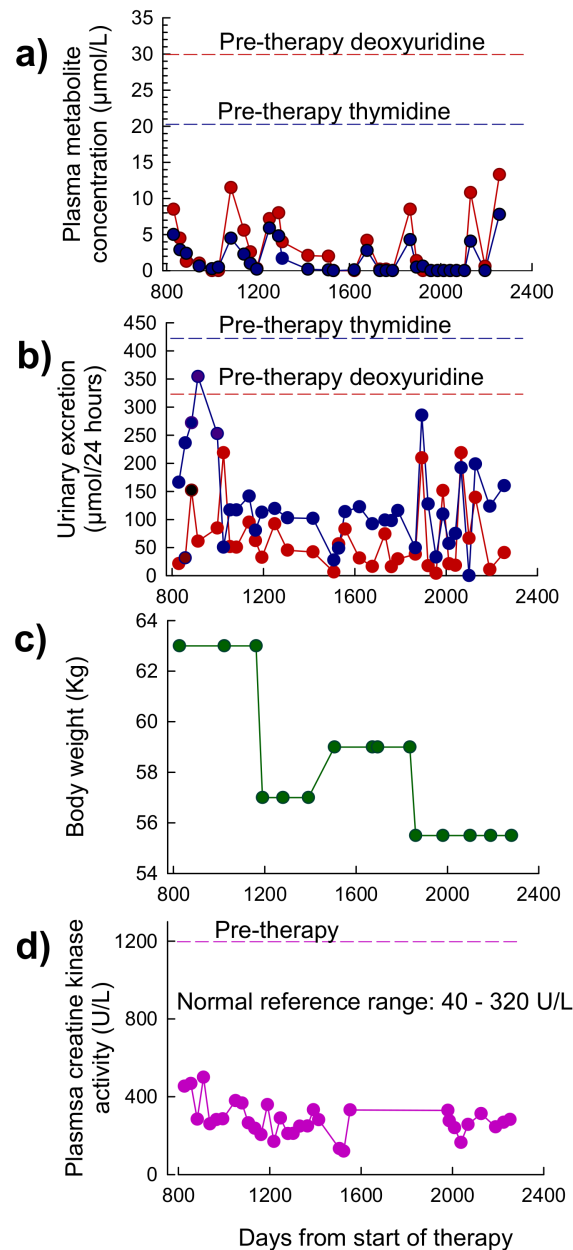 a)
Plasma metabolite
concentration (µmol/L)
35
30
25
20
15
10
5
0
Pre-therapy deoxyuridine
Pre-therapy thymidine
800 1200 1600 2000 2400
b)
Urinary excretion
(µmol/24 hours)
450
400
350
300
250
200
150
100
50
0
Pre-therapy thymidine
Pre-therapy deoxyuridine
800 1200 1600 2000 2400
c)
Body weight (Kg)
64
62
60
58
56
54
800 1200 1600 2000 2400
d)
Plasmsa creatine kinase
activity (U/L)
1200
800
400
0
Pre-therapy
Normal reference range: 40 - 320 U/L
800 1200 1600 2000 2400
Days from start of therapy